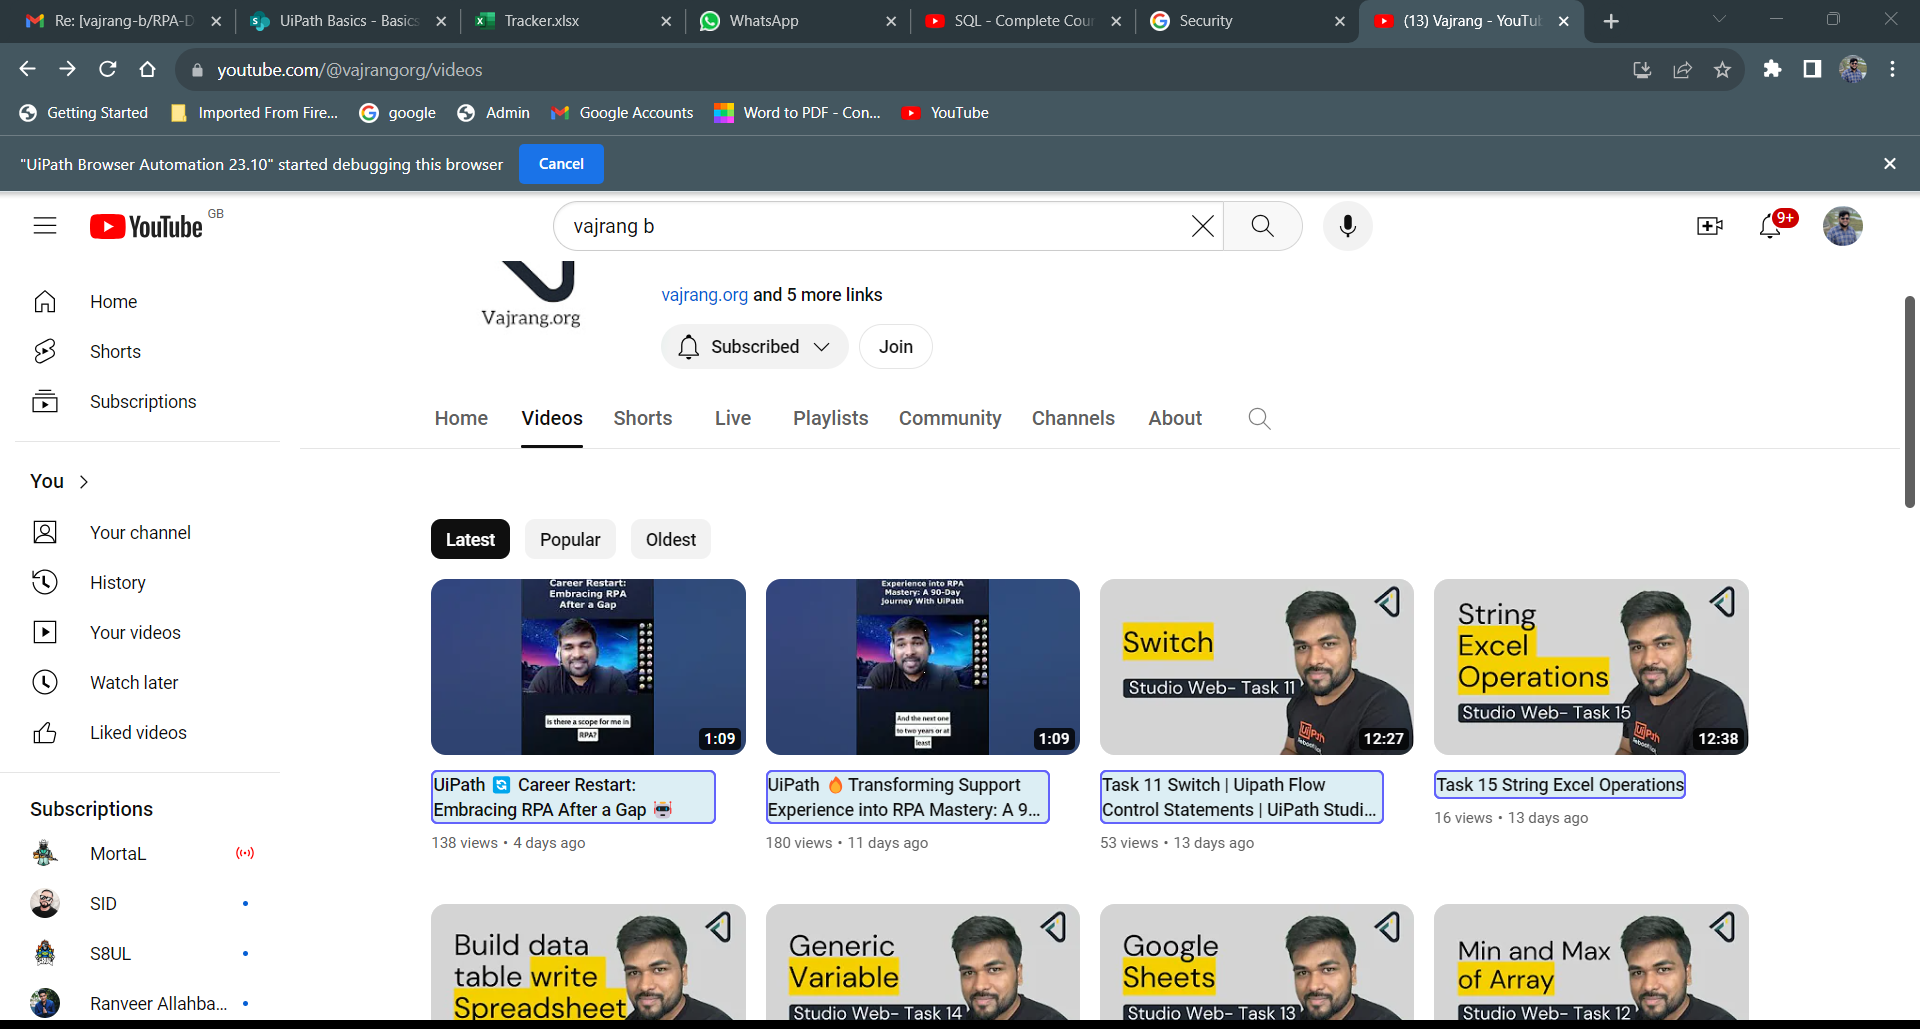 Re: [vajrang-b/RPA-D
UiPath Basics - Basics
Tracker.xlsx
WhatsApp
SQL - Complete Cour
Security
(13) Vajrang - YouTu
youtube.com/@vajrangorg/videos
Getting Started
Imported From Fire...
google
Admin
Google Accounts
Word to PDF - Con...
YouTube
"UiPath Browser Automation 23.10" started debugging this browser
Cancel
YouTube GB
vajrang b
9+
Home
Shorts
Subscriptions
You
Your channel
History
Your videos
Watch later
Liked videos
Subscriptions
MortaL
SID
S8UL
Ranveer Allahba...
Vajrang.org
vajrang.org and 5 more links
Subscribed
Join
Home
Videos
Shorts
Live
Playlists
Community
Channels
About
Latest
Popular
Oldest
Career Restart:
Embracing RPA
After a Gap
is there a scope for me in
RPA?
1:09
UiPath 🔄 Career Restart:
Embracing RPA After a Gap 🤖
138 views • 4 days ago
Experience into RPA
Mastery: A 90-Day
Journey With UiPath
And the next one
to two years or at
least
1:09
UiPath 🔥 Transforming Support
Experience into RPA Mastery: A 9...
180 views • 11 days ago
Switch
Studio Web- Task 11
UiPath
Reboot
12:27
Task 11 Switch | Uipath Flow
Control Statements | UiPath Studi...
53 views • 13 days ago
String
Excel
Operations
Studio Web- Task 15
UiPath
Reboot
12:38
Task 15 String Excel Operations
16 views • 13 days ago
Build data
table write
Spreadsheet
Generic
Variable
Studio Web- Task 14
Google
Sheets
Studio Web- Task 13
Min and Max
of Array
Studio Web- Task 12